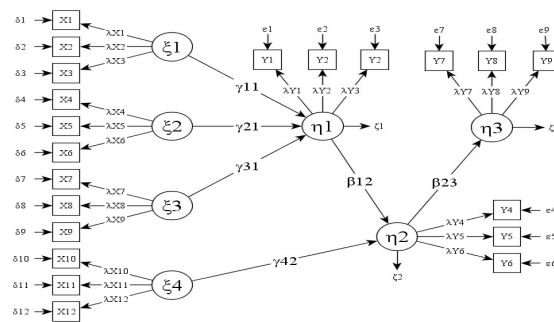 δ1 X1 λX1
δ2 X2 λX2 ξ1
δ3 X3 λX3
δ4 X4 λX4
δ5 X5 λX5 ξ2
δ6 X6 λX6
δ7 X7 λX7
δ8 X8 λX8 ξ3
δ9 X9 λX9
δ10 X10 λX10
δ11 X11 λX11 ξ4
δ12 X12 λX12
γ11
γ21
γ31
γ42
ε1 ε2 ε3
Y1 Y2 Y2
λY1 λY2 λY3
η1 ζ1
β12
η2
ζ2
β23
ε7 ε8 ε9
Y7 Y8 Y9
λY7 λY8 λY9
η3 ζ
λY4 Y4 ε4
λY5 Y5 ε5
λY6 Y6 ε6